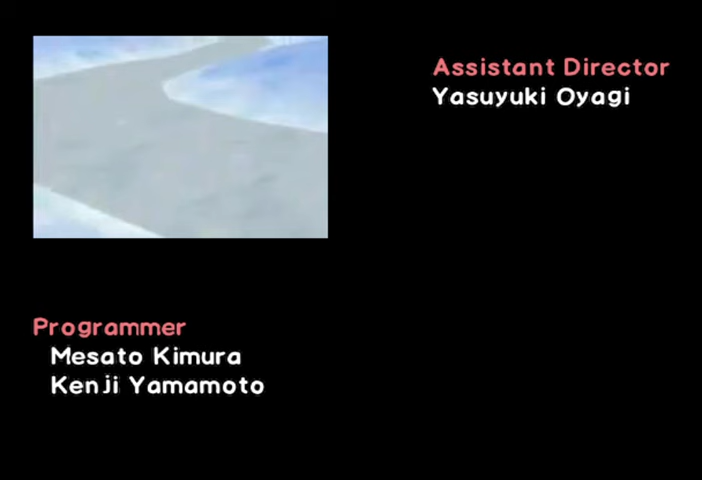 Assistant Director
Yasuyuki Oyagi
Programmer
Mesato Kimura
Kenji Yamamoto